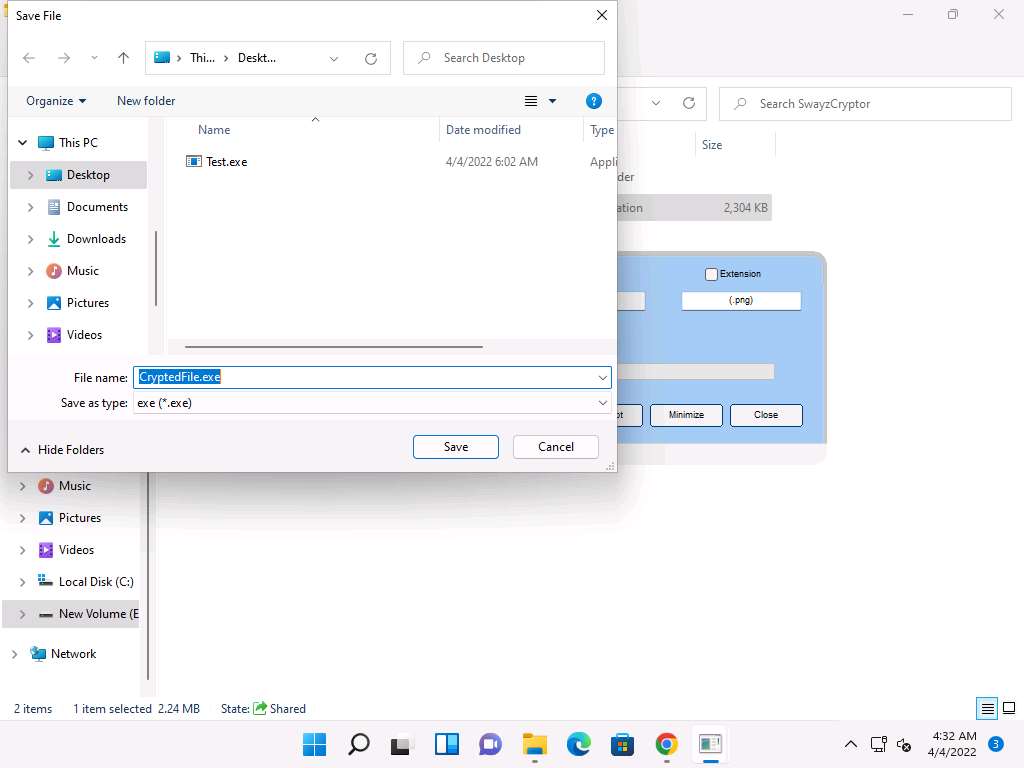 Save File
Thi... Deskt...
Search Desktop
Organize
New folder
?
Search SwayzCryptor
Name
Date modified
Type
Size
This PC
Test.exe
4/4/2022 6:02 AM
Appli
Desktop
der
Documents
ation
2,304 KB
Downloads
Music
Extension
Pictures
(.png)
Videos
File name:
CryptedFile.exe
Save as type:
exe (*.exe)
pt
Minimize
Close
Hide Folders
Save
Cancel
Music
Pictures
Videos
Local Disk (C:)
New Volume (E
Network
2 items
1 item selected 2.24 MB
State:
Shared
4:32 AM
4/4/2022
3